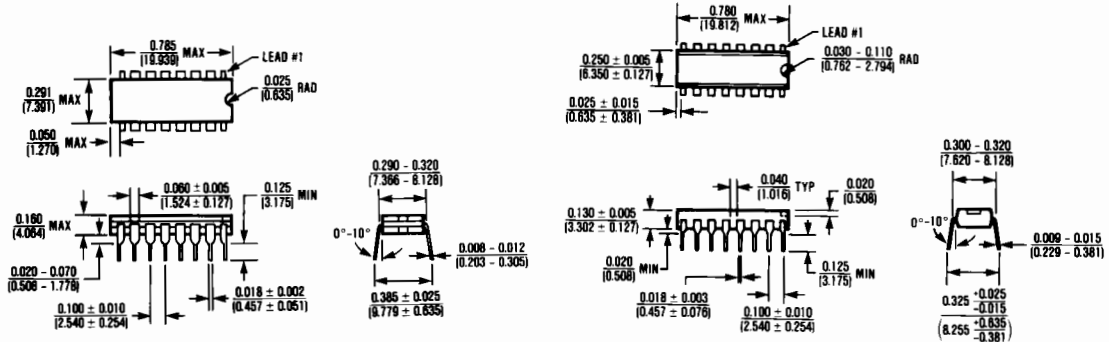 0.785
(19.939) MAX
LEAD #1
0.291
(7.391) MAX
0.025
(0.635) RAD
0.050
(1.270) MAX
0.060 ± 0.005
(1.524 ± 0.127)
0.125
(3.175) MIN
0.160
(4.064) MAX
0.020 - 0.070
(0.508 - 1.778)
0.018 ± 0.002
(0.457 ± 0.051)
0.100 ± 0.010
(2.540 ± 0.254)
0.290 - 0.320
(7.366 - 8.128)
0°-10°
0.008 - 0.012
(0.203 - 0.305)
0.385 ± 0.025
(9.779 ± 0.635)
0.780
(19.812) MAX
LEAD #1
0.250 ± 0.005
(6.350 ± 0.127)
0.030 - 0.110
(0.762 - 2.794) RAD
0.025 ± 0.015
(0.635 ± 0.381)
0.040
(1.016) TYP
0.020
(0.508)
0.130 ± 0.005
(3.302 ± 0.127)
0.020
(0.508) MIN
0.125
(3.175) MIN
0.018 ± 0.003
(0.457 ± 0.076)
0.100 ± 0.010
(2.540 ± 0.254)
0.300 - 0.320
(7.620 - 8.128)
0°-10°
0.009 - 0.015
(0.229 - 0.381)
0.325 +0.025 -0.015
(8.255 +0.635 -0.381)